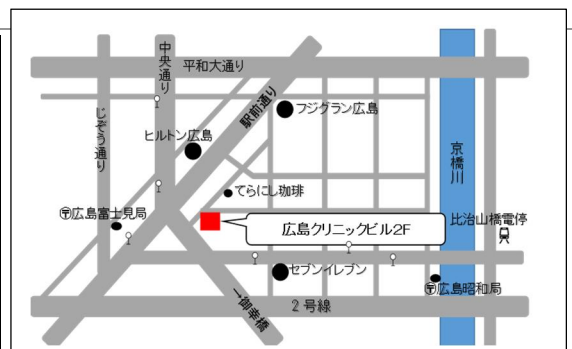 中央通り
平和大通り
じぞう通り
駅前通り
フジグラン広島
ヒルトン広島
京橋川
てらにし珈琲
〶広島富士見局
広島クリニックビル2F
比治山橋電停
セブンイレブン
〶広島昭和局
→御幸橋
2号線